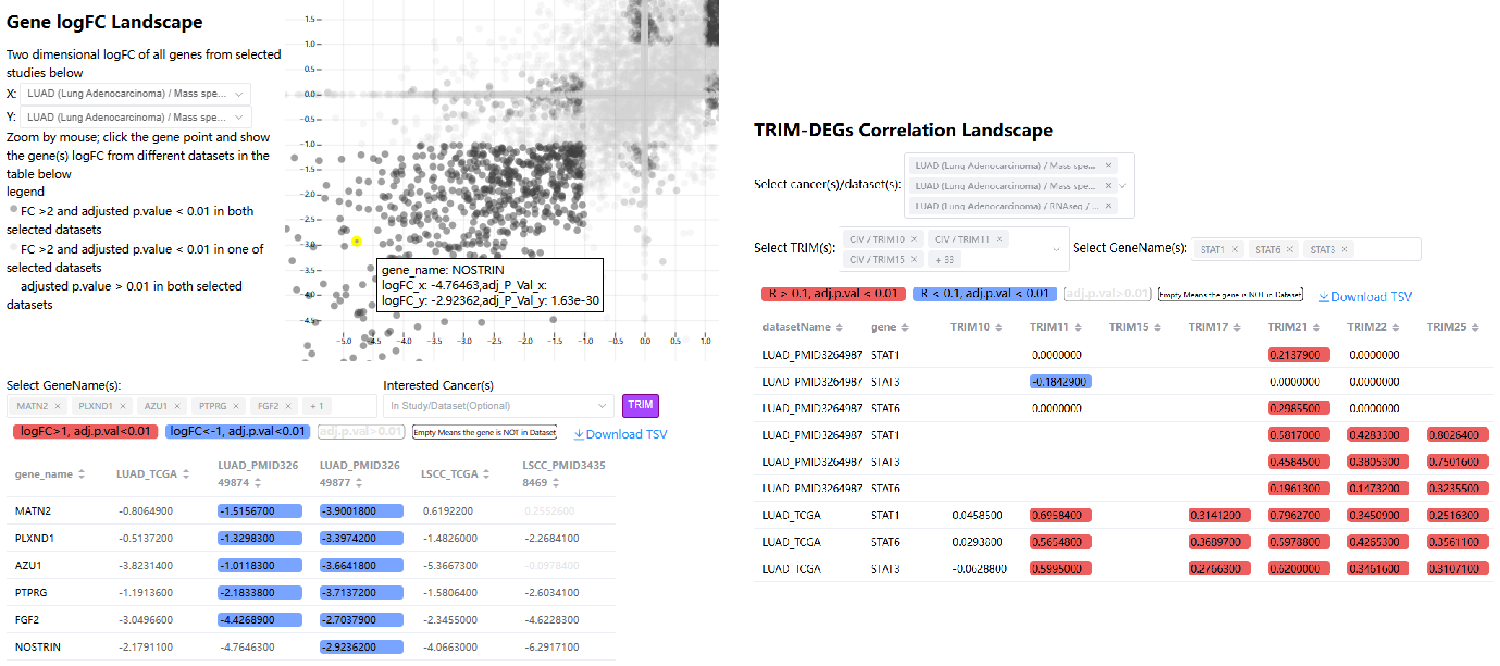 Gene logFC Landscape
Two dimensional logFC of all genes from selected
studies below
X: LUAD (Lung Adenocarcinoma) / Mass spe...
Y: LUAD (Lung Adenocarcinoma) / Mass spe...
Zoom by mouse; click the gene point and show
the gene(s) logFC from different datasets in the
table below
legend
FC >2 and adjusted p.value < 0.01 in both
selected datasets
FC >2 and adjusted p.value < 0.01 in one of
selected datasets
adjusted p.value > 0.01 in both selected
datasets
1.5
1.0
0.5
0.0
-0.5
-1.0
-1.5
-2.0
-2.5
-3.0
-3.5
-4.0
-4.5
-5.0 -4.5 -4.0 -3.5 -3.0 -2.5 -2.0 -1.5 -1.0 -0.5 0.0 0.5 1.0
gene_name: NOSTRIN
logFC_x: -4.76463,adj_P_Val_x:
logFC_y: -2.92362,adj_P_Val_y: 1.63e-30
Select GeneName(s): Interested Cancer(s)
MATN2 × PLXND1 × AZU1 × PTPRG × FGF2 × + 1 In Study/Dataset(Optional) TRIM
logFC>1, adj.p.val<0.01 logFC<-1, adj.p.val<0.01 adj.p.val>0.01 Empty Means the gene is NOT in Dataset Download TSV
gene_name LUAD_TCGA LUAD_PMID326 49874 LUAD_PMID326 49877 LSCC_TCGA LSCC_PMID3435 8469
MATN2 -0.8064900 -1.5156700 -3.9001800 0.6192200 0.2552600
PLXND1 -0.5137200 -1.3298300 -3.3974200 -1.4826000 -2.2684100
AZU1 -3.8231400 -1.0118300 -3.6641800 -5.3667300 -0.0978400
PTPRG -1.1913600 -2.1833800 -3.7137200 -1.5806400 -2.6034100
FGF2 -3.0496600 -4.4268900 -2.7037900 -2.3455000 -4.6228300
NOSTRIN -2.1791100 -4.7646300 -2.9236200 -4.0663000 -6.2917100
TRIM-DEGs Correlation Landscape
Select cancer(s)/dataset(s): LUAD (Lung Adenocarcinoma) / Mass spe... ×
LUAD (Lung Adenocarcinoma) / Mass spe... ×
LUAD (Lung Adenocarcinoma) / RNAseq / ... ×
Select TRIM(s): CIV / TRIM10 × CIV / TRIM11 × CIV / TRIM15 × + 38 Select GeneName(s): STAT1 × STAT6 × STAT3 ×
R > 0.1, adj.p.val < 0.01 R < 0.1, adj.p.val < 0.01 adj.p.val>0.01 Empty Means the gene is NOT in Dataset Download TSV
datasetName gene TRIM10 TRIM11 TRIM15 TRIM17 TRIM21 TRIM22 TRIM25
LUAD_PMID3264987 STAT1 0.0000000 0.2137900 0.0000000
LUAD_PMID3264987 STAT3 -0.1842900 0.0000000 0.0000000
LUAD_PMID3264987 STAT6 0.0000000 0.2985500 0.0000000
LUAD_PMID3264987 STAT1 0.5817000 0.4283300 0.8026400
LUAD_PMID3264987 STAT3 0.4584500 0.3805300 0.7501600
LUAD_PMID3264987 STAT6 0.1961300 0.1473200 0.3235500
LUAD_TCGA STAT1 0.0458500 0.6958400 0.3141200 0.7962700 0.3450900 0.2516300
LUAD_TCGA STAT6 0.0293800 0.5654800 0.3689700 0.5978800 0.4265300 0.3561100
LUAD_TCGA STAT3 -0.0628800 0.5995000 0.2766300 0.6200000 0.3461600 0.3107100